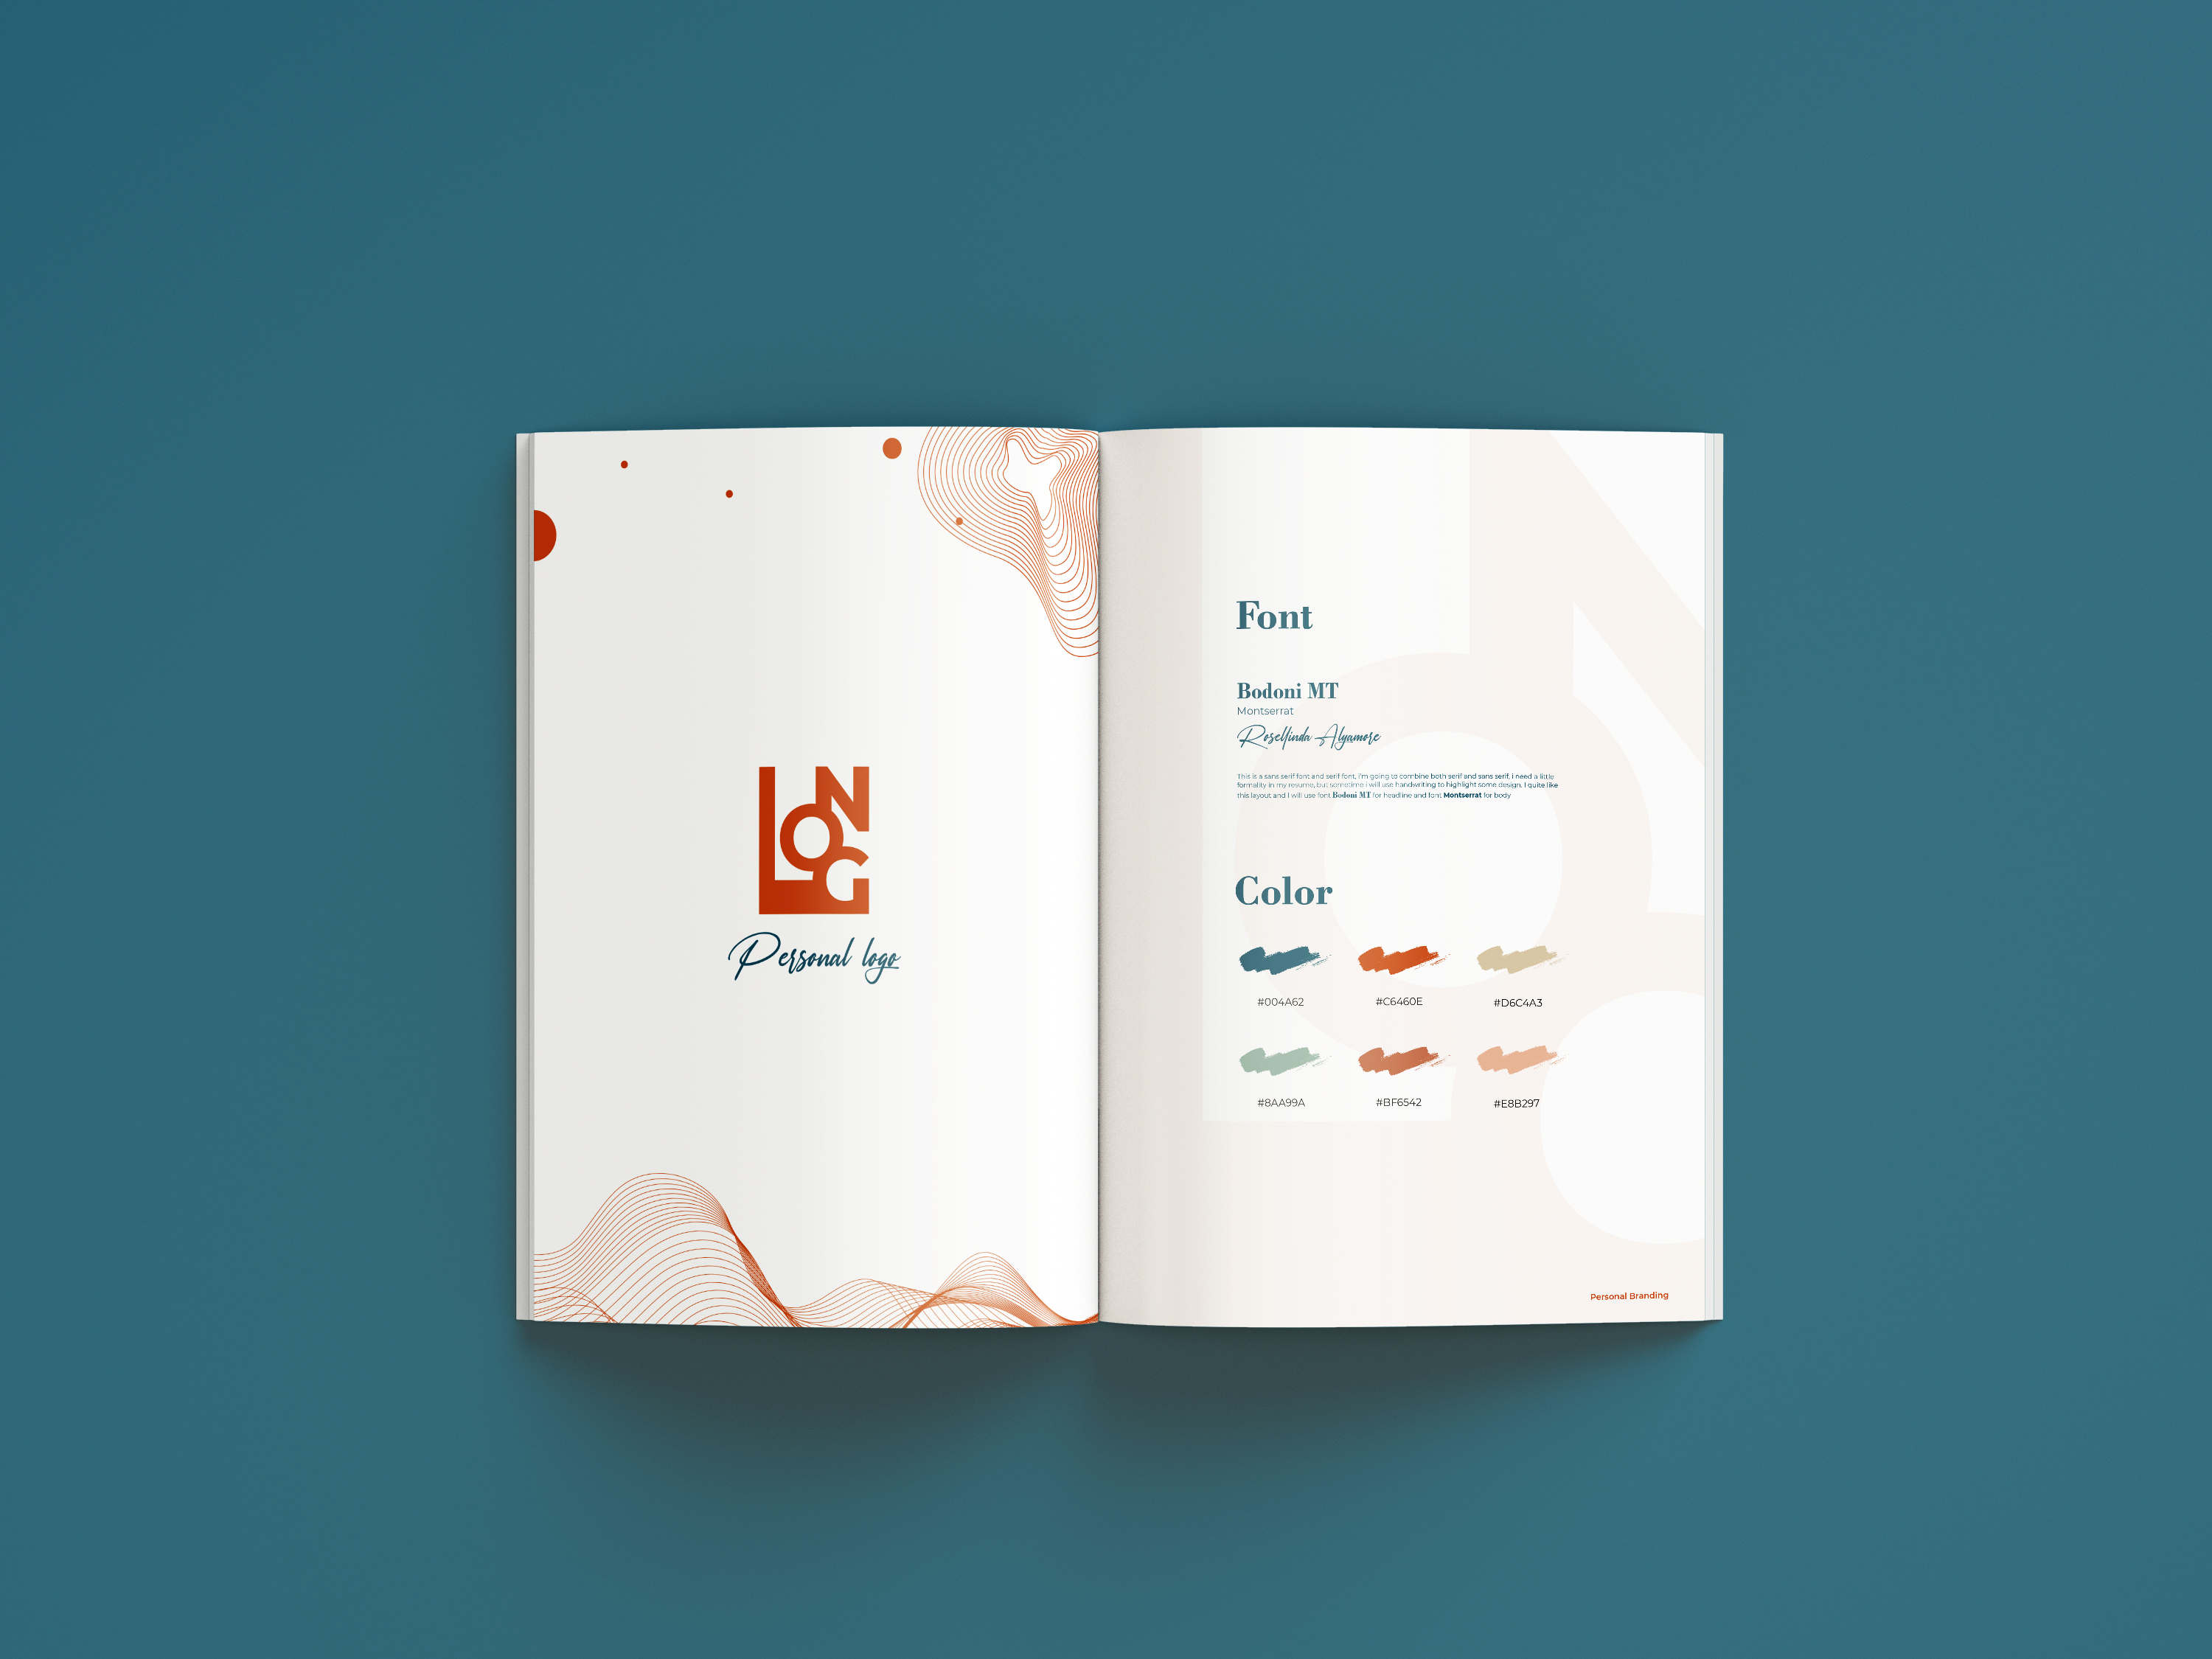 LONG
Personal logo
Font
Bodoni MT
Montserrat
Rosellinda Alyamore
This is a sans serif font and serif font, I'm going to combine both serif and sans serif, i need a little
formality in my resume, but sometime i will use handwriting to highlight some design, I quite like
this layout and I will use font Bodoni MT for headline and font Montserrat for body
Color
#004A62 #C6460E #D6C4A3
#8AA99A #BF6542 #E8B297
Personal Branding